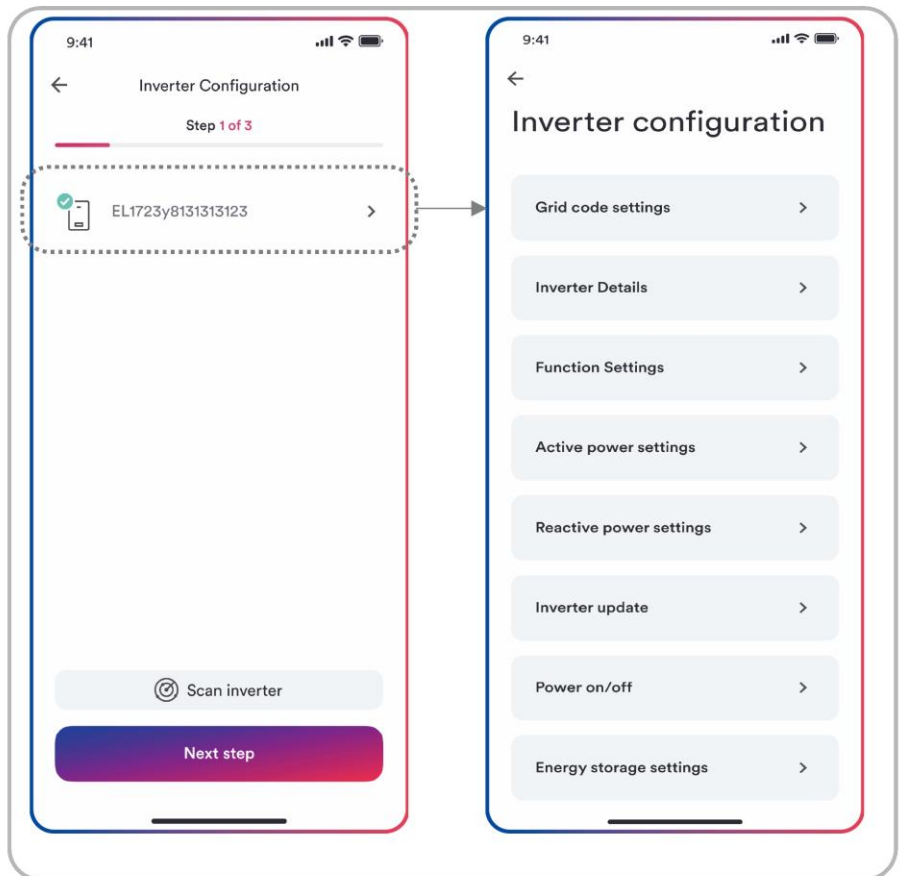 9:41
Inverter Configuration
Step 1 of 3
EL1723y8131313123
Scan inverter
Next step
9:41
Inverter configuration
Grid code settings
Inverter Details
Function Settings
Active power settings
Reactive power settings
Inverter update
Power on/off
Energy storage settings